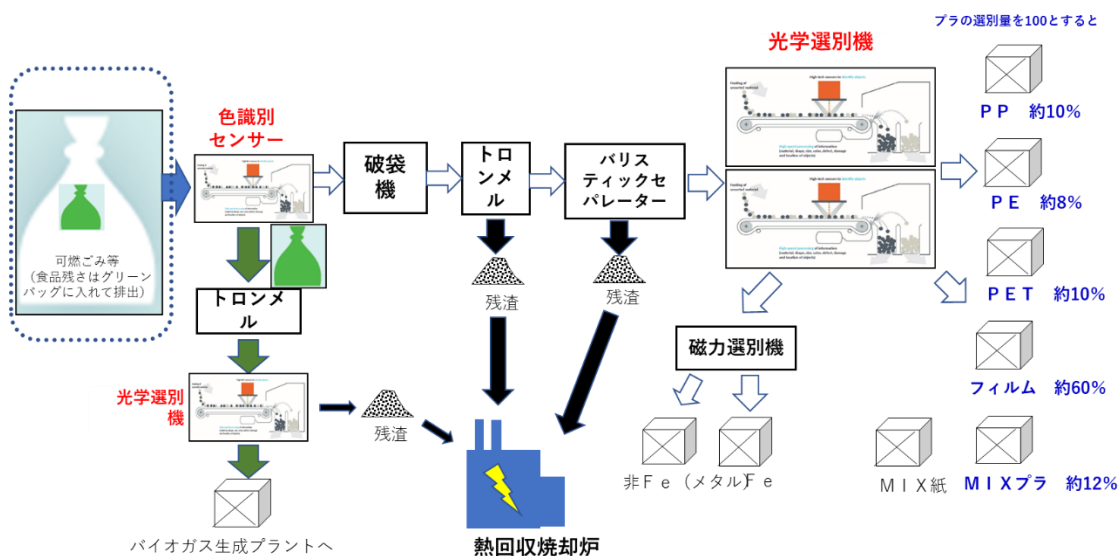 プラの選別量を100とすると
光学選別機
色識別
センサー
破袋
機
トロ
ンメ
ル
バリス
ティックセ
パレーター
ＰＰ　約10%
ＰＥ　約8%
ＰＥＴ　約10%
フィルム　約60%
ＭＩＸプラ　約12%
ＭＩＸ紙
可燃ごみ等
（食品残さはグリーン
バッグに入れて排出）
トロンメ
ル
残渣
残渣
磁力選別機
光学選別
機
残渣
非Ｆｅ（メタル）
Ｆｅ
バイオガス生成プラントへ
熱回収焼却炉